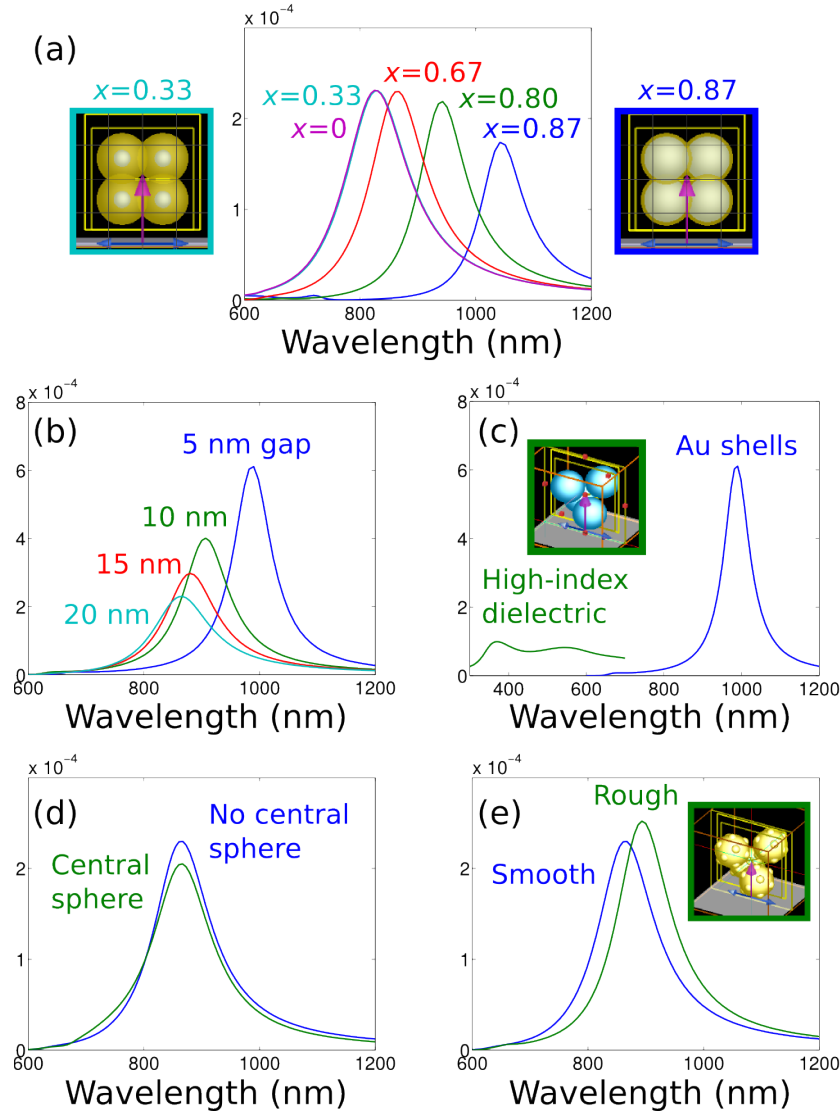 (a)
x 10⁻⁴
x=0.33
x=0.33
x=0
x=0.67
x=0.80
x=0.87
x=0.87
2
1
0
600 800 1000 1200
Wavelength (nm)
x 10⁻⁴
(b)
5 nm gap
10 nm
15 nm
20 nm
8
6
4
2
0
600 800 1000 1200
Wavelength (nm)
x 10⁻⁴
(c)
Au shells
High-index
dielectric
8
6
4
2
0
400 600 800 1000 1200
Wavelength (nm)
x 10⁻⁴
(d)
No central
sphere
Central
sphere
2
1
0
600 800 1000 1200
Wavelength (nm)
x 10⁻⁴
(e)
Rough
Smooth
2
1
0
600 800 1000 1200
Wavelength (nm)